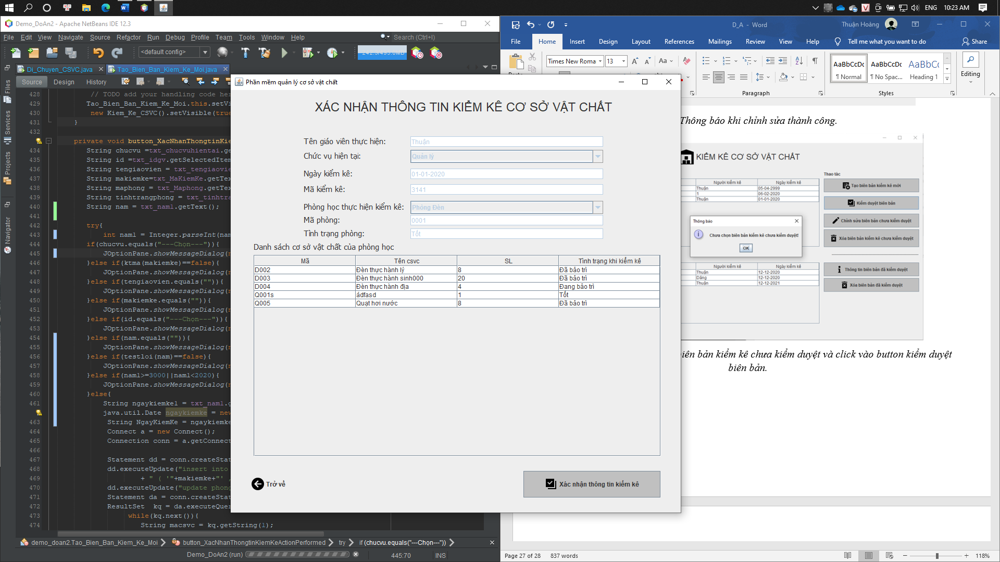 ENG 10:23 AM
Demo_DoAn2 - Apache NetBeans IDE 12.3
File Edit View Navigate Source Refactor Run Debug Profile Team Tools Window Help
Search (Ctrl+I)
<default config>
Di_Chuyen_CSVC.java
Tao_Bien_Ban_Kiem_Ke_Moi.java
Source Design History
Files
Services
Projects
Navigator
428 // TODO add your handling code her
429 Tao_Bien_Ban_Kiem_Ke_Moi.this.setVi
430 new Kiem_Ke_CSVC().setVisible(true
431 }
432
private void button_XacNhanThongtinKie
434 String chucvu =txt_chucvuhientai.ge
435 String id =txt_idgv.getSelectedItem
436 String tengiaovien = txt_tengiaovie
437 String makiemke=txt_MaKiemKe.getTex
438 String maphong = txt_Maphong.getTex
439 String tinhtrangphong = txt_tinhtra
440 String nam = txt_nam1.getText();
441
442 try{
443 int nam1 = Integer.parseInt(nam
444 if(chucvu.equals("---Chọn---")){
445 JOptionPane.showMessageDialog(n
446 }else if(ktma(makiemke)==false){
447 JOptionPane.showMessageDialog(n
448 }else if(tengiaovien.equals("")){
449 JOptionPane.showMessageDialog(n
450 }else if(makiemke.equals("")){
451 JOptionPane.showMessageDialog(n
452 }else if(id.equals("---Chọn---")){
453 JOptionPane.showMessageDialog(n
454 }else if(nam.equals("")){
455 JOptionPane.showMessageDialog(n
456 }else if(testloi(nam)==false){
457 JOptionPane.showMessageDialog(n
458 }else if(nam1>=3000||nam1<2020){
459 JOptionPane.showMessageDialog(n
460 }else{
461 String ngaykiemke1 = txt_nam1.g
java.util.Date ngaykiemke = new
463 String NgayKiemKe = ngaykiemke
464 Connect a = new Connect();
465 Connection conn = a.getConnect
466
467 Statement dd = conn.createStat
468 dd.executeUpdate("insert into
469 + " ( '"+makiemke+"' ,
470 dd.executeUpdate("update phong
471 Statement da = conn.createStat
472 ResultSet kq = da.executeQuer
473 while(kq.next()){
474 String macsvc = kq.getString(1);
demo_doan2.Tao_Bien_Ban_Kiem_Ke_Moi
button_XacNhanThongtinKiemKeActionPerformed
try
if (chucvu.equals("---Chọn---"))
Demo_DoAn2 (run)
445:70 INS
Phần mềm quản lý cơ sở vật chất
XÁC NHẬN THÔNG TIN KIỂM KÊ CƠ SỞ VẬT CHẤT
Tên giáo viên thực hiện: Thuận
Chức vụ hiện tại: Quản lý
Ngày kiểm kê: 01-01-2020
Mã kiểm kê: 3141
Phòng học thực hiện kiểm kê: Phòng Đèn
Mã phòng: 0001
Tình trạng phòng: Tốt
Danh sách cơ sở vật chất của phòng học
Mã Tên csvc SL Tình trạng khi kiểm kê
D002 Đèn thực hành lý 8 Đã bảo trì
D003 Đèn thực hành sinh000 20 Đã bảo trì
D004 Đèn thực hành địa 4 Đang bảo trì
Q001s ádfasd 1 Tốt
Q005 Quạt hơi nước 8 Đã bảo trì
Trở về
Xác nhận thông tin kiểm kê
D_A - Word
Thuận Hoàng
File Home Insert Design Layout References Mailings Review View Help
Tell me what you want to do
Share
Times New Roma 13
AaBbCcDc AaBbCcDc AaBbCc
¶ Normal ¶ No Spac... Heading 1
Editing
Paragraph Styles
Thông báo khi chỉnh sửa thành công.
KIỂM KÊ CƠ SỞ VẬT CHẤT
Thao tác
Người kiểm kê Ngày kiểm kê
Thuận 05-04-2999
1 06-02-2020
Thuận 01-01-2020
Tạo biên bản kiểm kê mới
Kiểm duyệt biên bản
Chỉnh sửa biên bản chưa kiểm duyệt
Xóa biên bản kiểm kê chưa kiểm duyệt
Thông báo
Chưa chọn biên bản kiểm kê chưa kiểm duyệt!
OK
Người kiểm kê Ngày kiểm kê
Thuận 12-12-2020
Dăng 12-12-2020
Thuận 12-12-2021
Thông tin biên bản đã kiểm duyệt
Xóa biên bản đã kiểm duyệt
biên bản kiểm kê chưa kiểm duyệt và click vào button kiểm duyệt
biên bản.
Page 27 of 28 837 words
118%